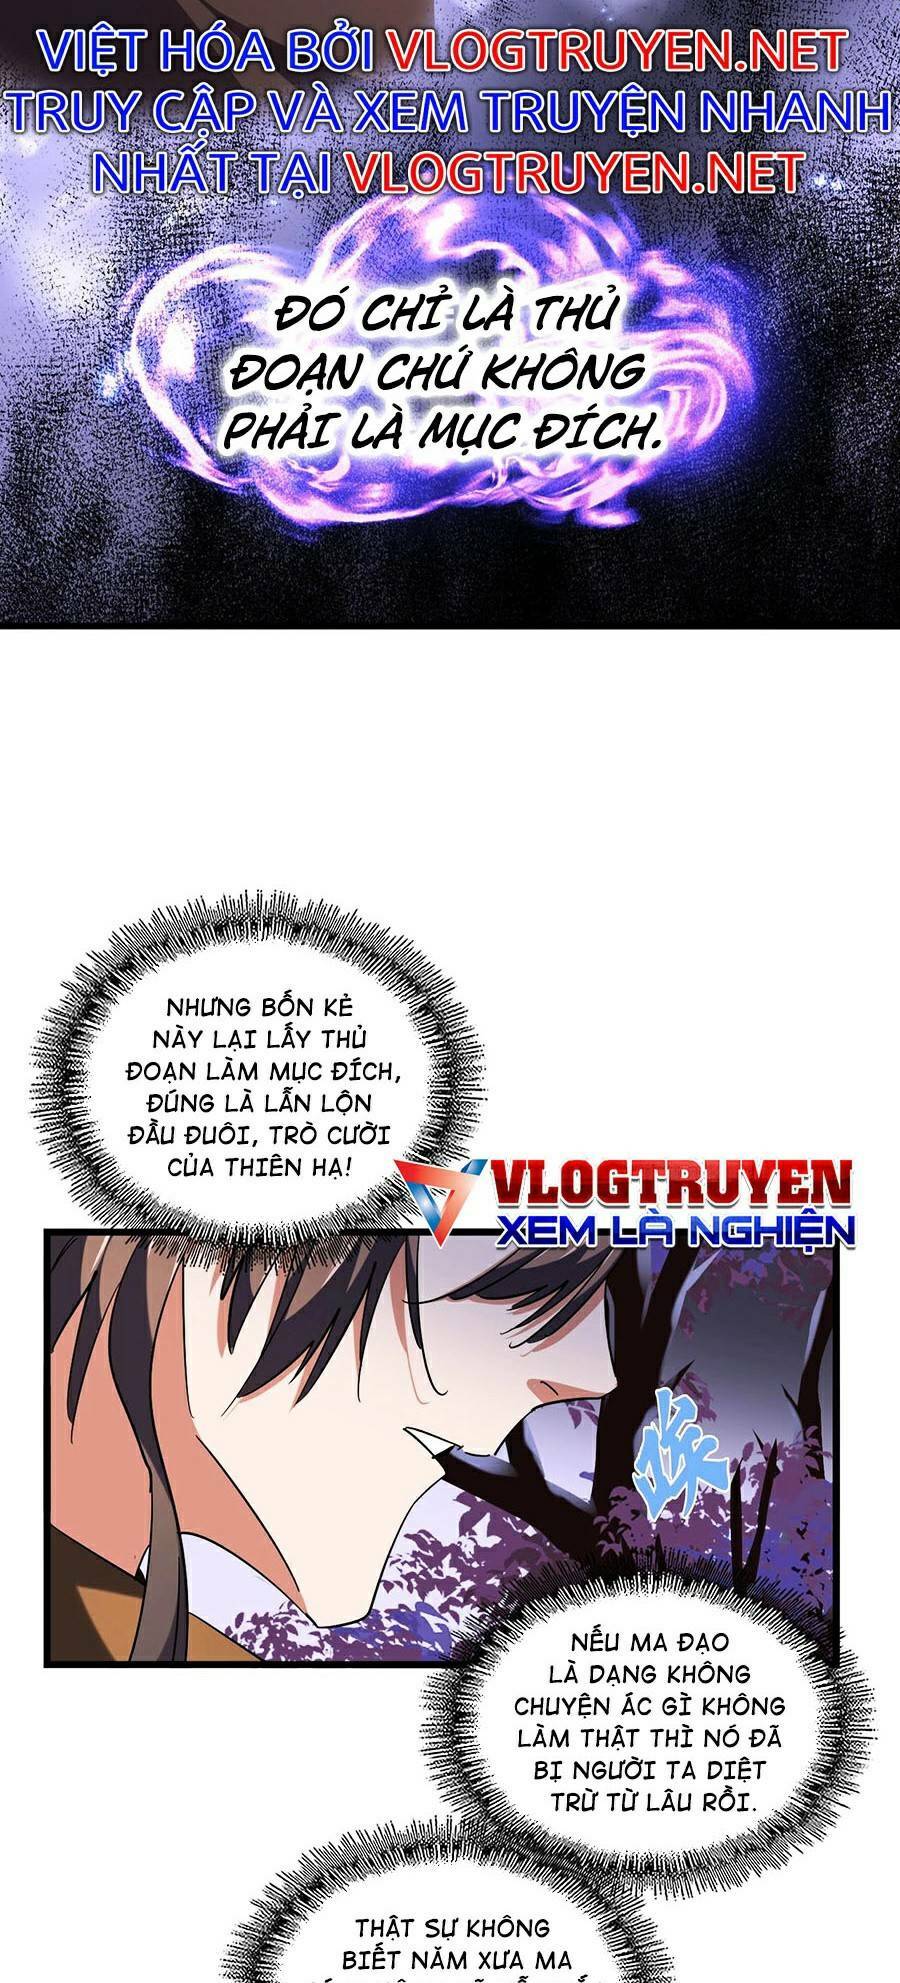 VIỆT HÓA BỞI VLOGTRUYEN.NET
TRUY CẬP VÀ XEM TRUYỆN NHANH
NHẤT TẠI VLOGTRUYEN.NET
ĐÓ CHỈ LÀ THỦ
ĐOẠN CHỨ KHÔNG
PHẢI LÀ MỤC ĐÍCH.
NHƯNG BỐN KẺ
NÀY LẠI LẤY THỦ
ĐOẠN LÀM MỤC ĐÍCH,
ĐÚNG LÀ LẪN LỘN
ĐẦU ĐUÔI, TRÒ CƯỜI
CỦA THIÊN HẠ!
VLOGTRUYEN
XEM LÀ NGHIỆN
唉
NẾU MA ĐẠO
LÀ DẠNG KHÔNG
CHUYỆN ÁC GÌ KHÔNG
LÀM THẬT THÌ NÓ ĐÃ
BỊ NGƯỜI TA DIỆT
TRỪ TỪ LÂU RỒI.
THẬT SỰ KHÔNG
BIẾT NĂM XƯA MA